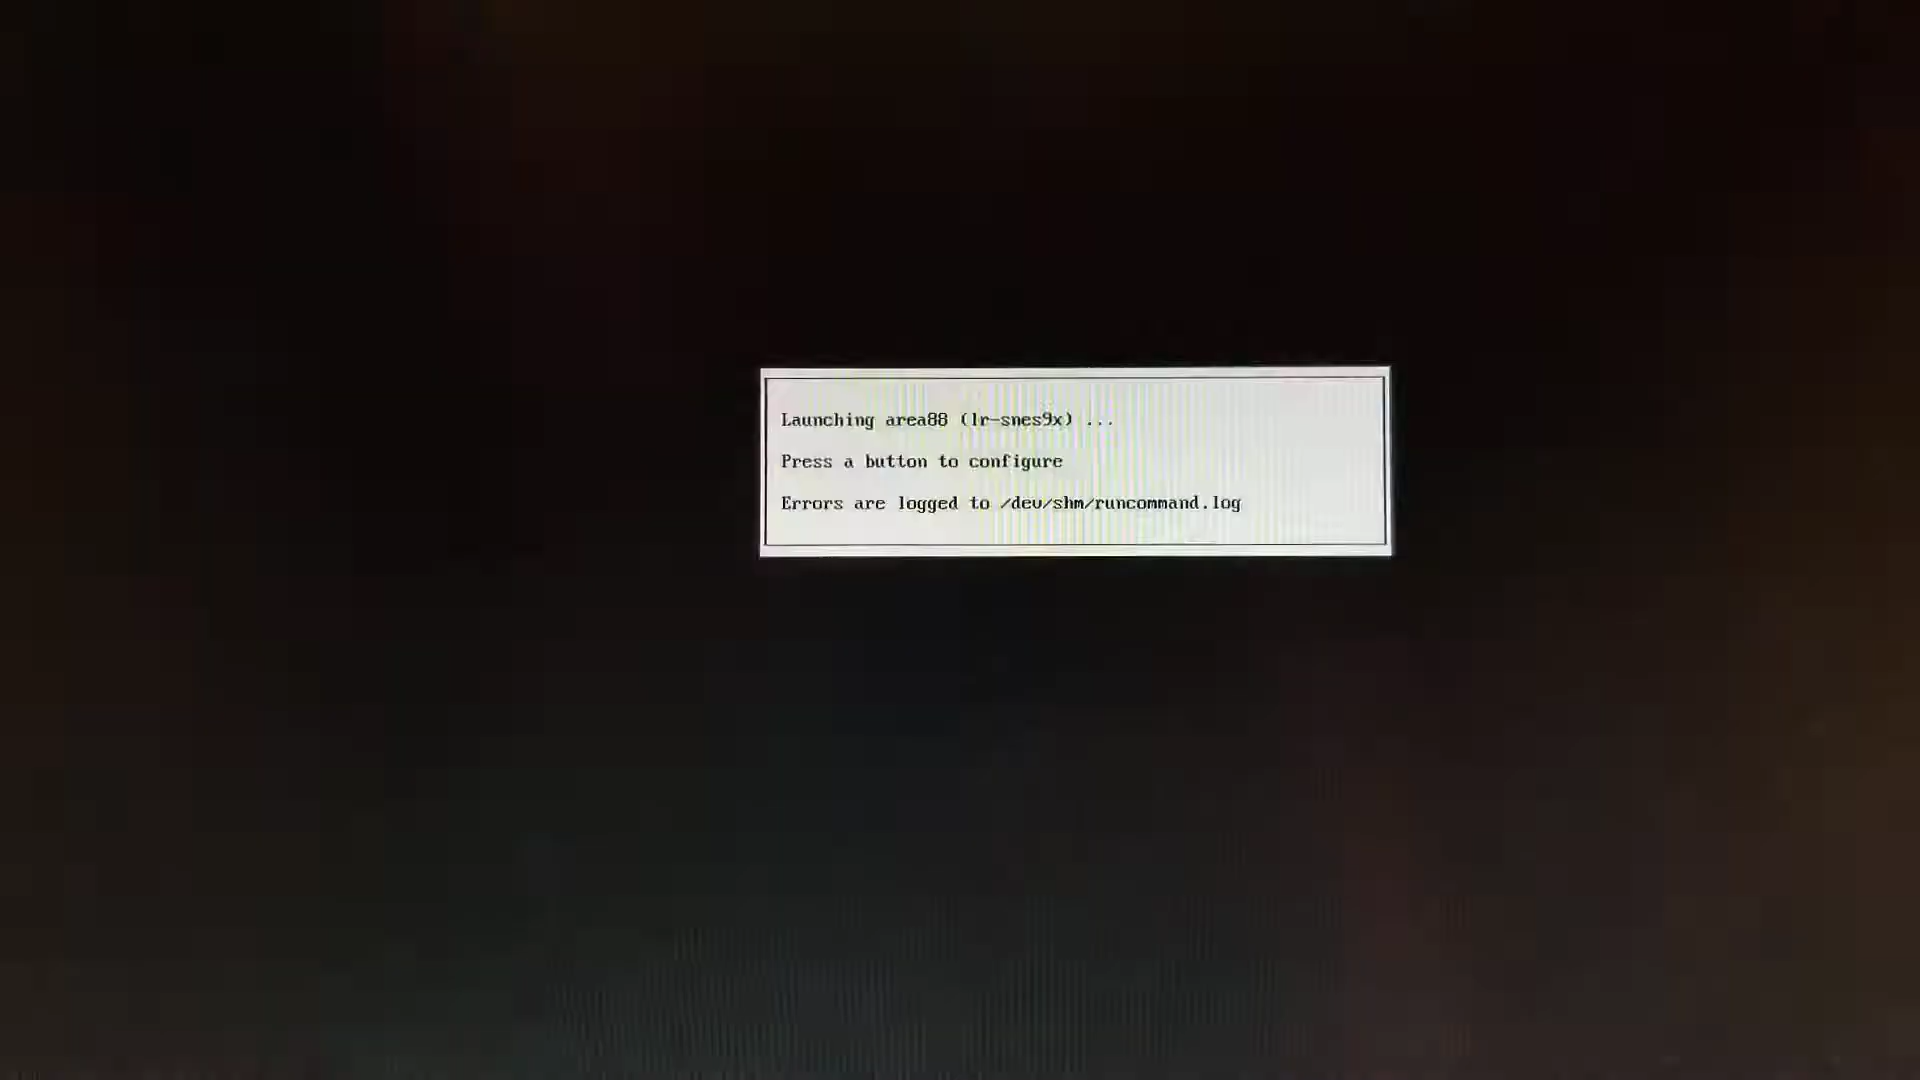 Launching area88 (lr-snes9x) ...
Press a button to configure
Errors are logged to /dev/shm/runcommand.log